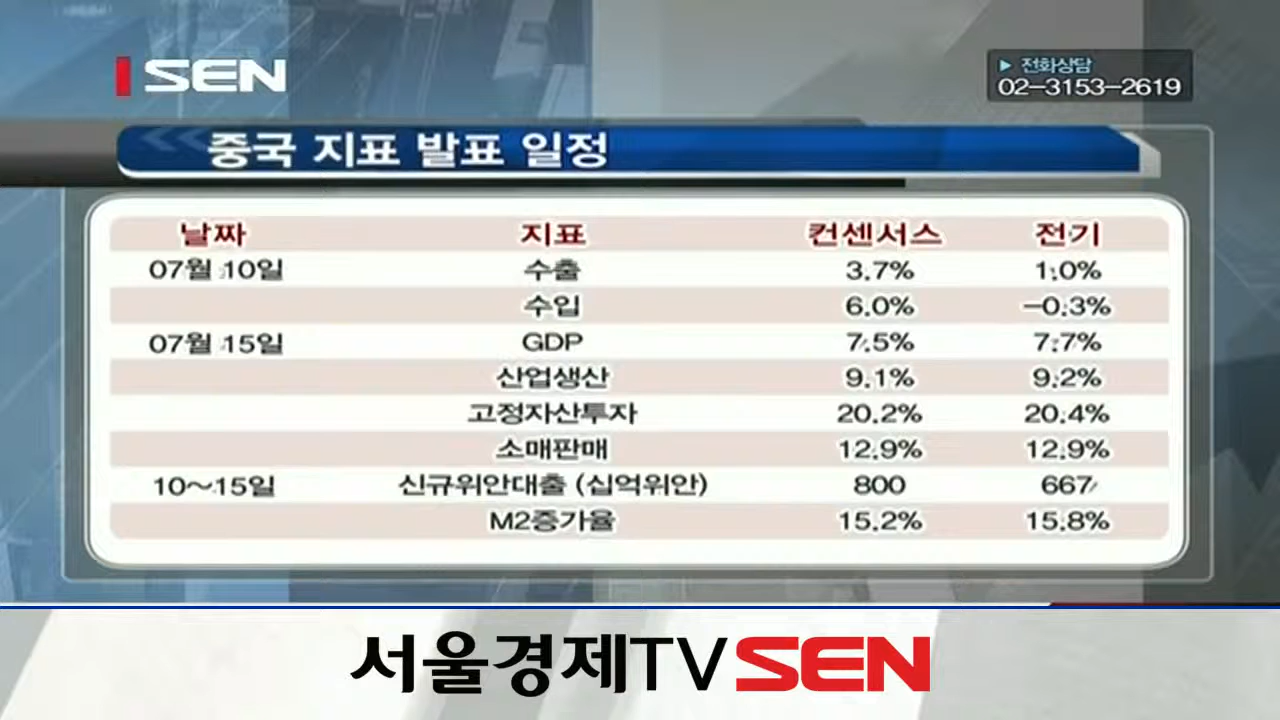 SEN
▶ 전화상담
02-3153-2619
중국 지표 발표 일정
날짜 지표 컨센서스 전기
07월 10일 수출 3.7% 1.0%
수입 6.0% -0.3%
07월 15일 GDP 7.5% 7.7%
산업생산 9.1% 9.2%
고정자산투자 20.2% 20.4%
소매판매 12.9% 12.9%
10~15일 신규위안대출 (십억위안) 800 667
M2증가율 15.2% 15.8%
서울경제TV SEN